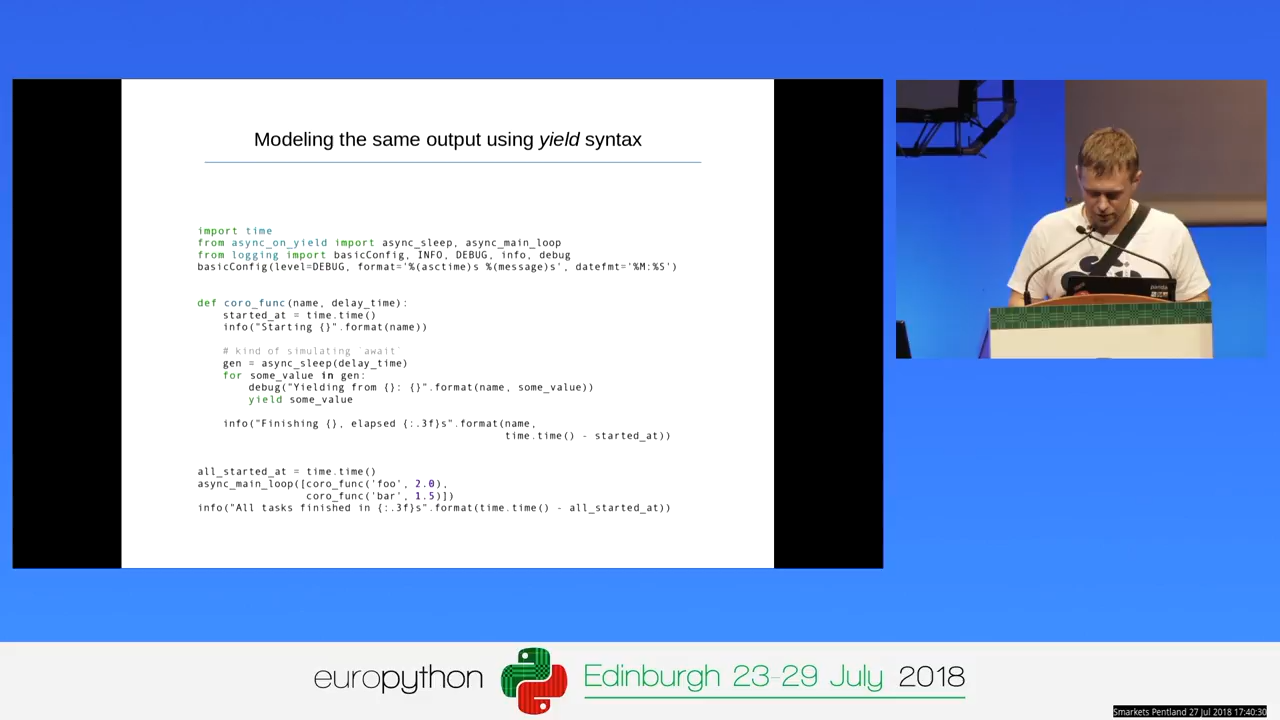 Modeling the same output using yield syntax
import time
from async_on_yield import async_sleep, async_main_loop
from logging import basicConfig, INFO, DEBUG, info, debug
basicConfig(level=DEBUG, format='%(asctime)s %(message)s', datefmt='%M:%S')
def coro_func(name, delay_time):
    started_at = time.time()
    info("Starting {}".format(name))
    # kind of simulating `await`
    gen = async_sleep(delay_time)
    for some_value in gen:
        debug("Yielding from {}: {}".format(name, some_value))
        yield some_value
    info("Finishing {}, elapsed {:.3f}s".format(name,
                                                time.time() - started_at))
all_started_at = time.time()
async_main_loop([coro_func('foo', 2.0),
                 coro_func('bar', 1.5)])
info("All tasks finished in {:.3f}s".format(time.time() - all_started_at))
europython Edinburgh 23-29 July 2018
Smarkets Pentland 27 Jul 2018 17:40:30